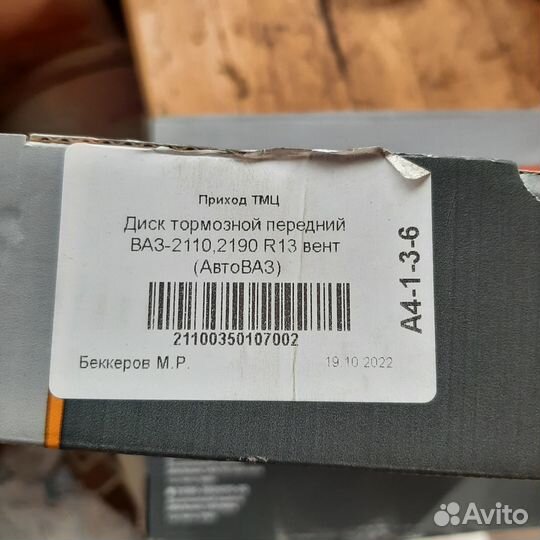 Приход ТМЦ
Диск тормозной передний
ВАЗ-2110,2190 R13 вент
(АвтоВАЗ)
21100350107002
Беккеров М.Р.
19.10.2022
А4-1-3-6
Avito